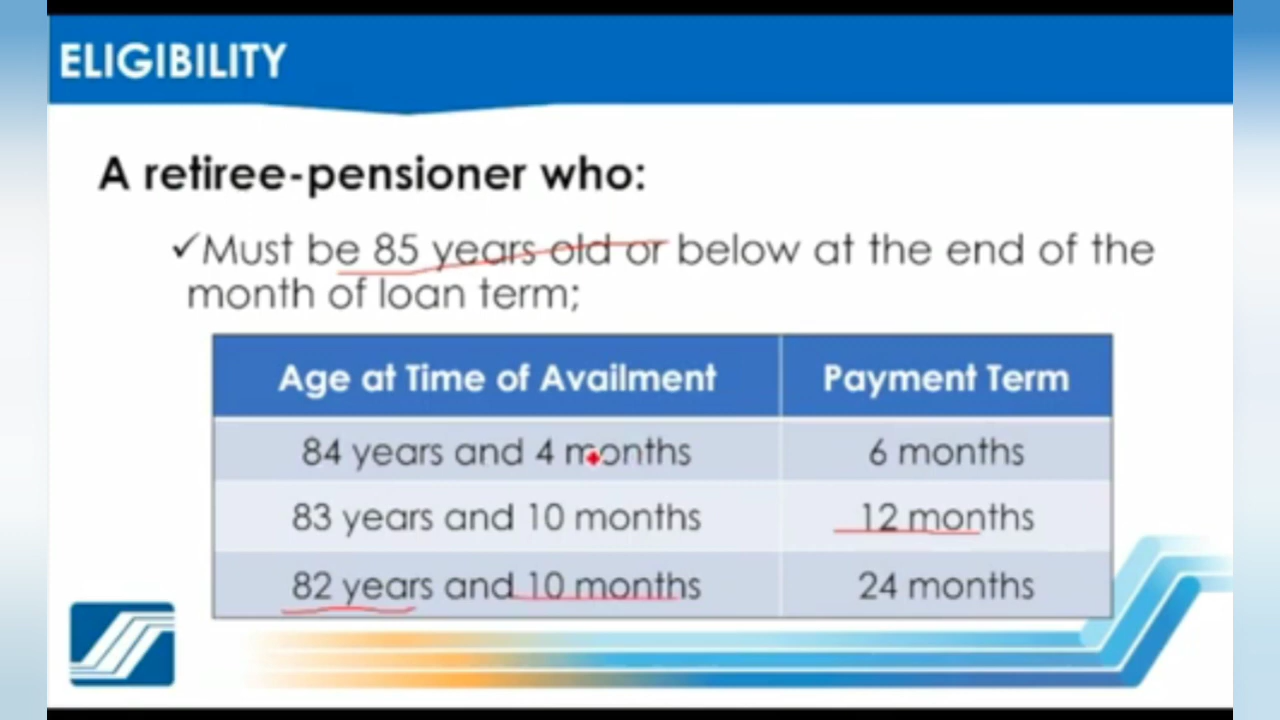 ELIGIBILITY
A retiree-pensioner who:
✓Must be 85 years old or below at the end of the
month of loan term;
Age at Time of Availment Payment Term
84 years and 4 months 6 months
83 years and 10 months 12 months
82 years and 10 months 24 months